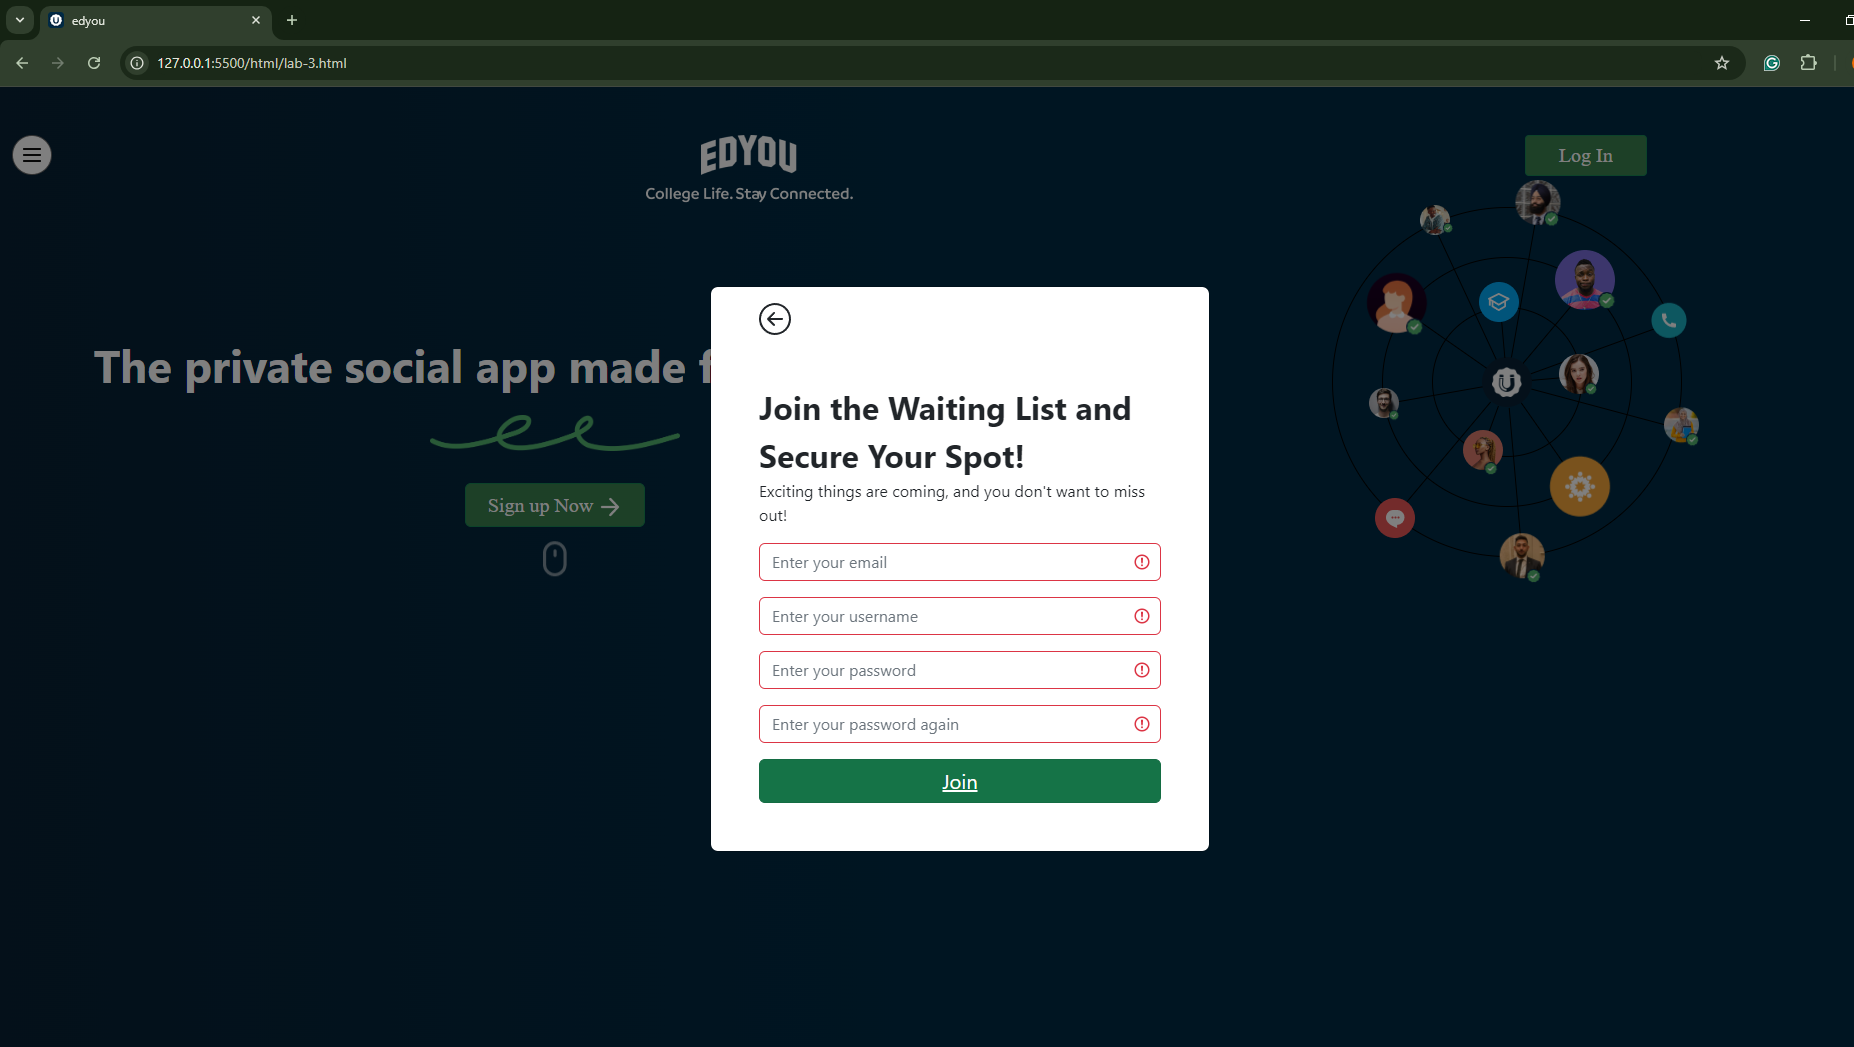 edyou
127.0.0.1:5500/html/lab-3.html
EDYOU
College Life. Stay Connected.
Log In
The private social app made f
Sign up Now
Join the Waiting List and
Secure Your Spot!
Exciting things are coming, and you don't want to miss
out!
Enter your email
Enter your username
Enter your password
Enter your password again
Join